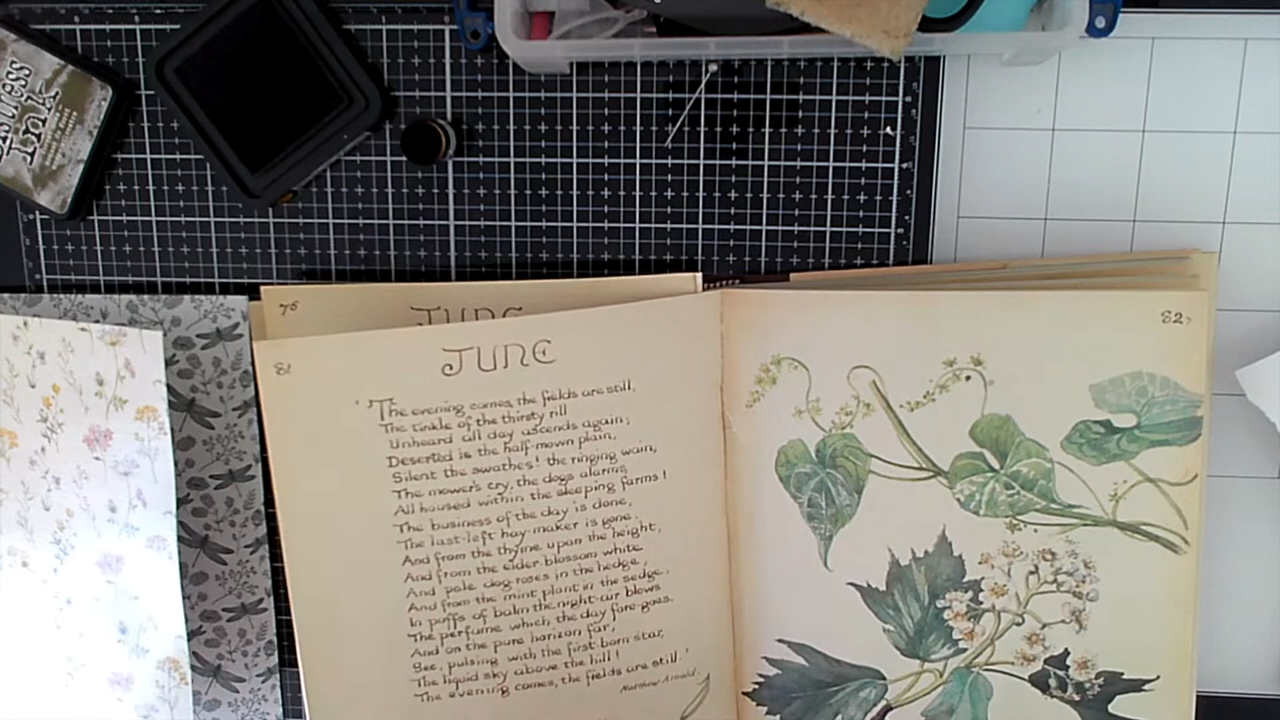 Distress
Ink
76
JUNE
81
JUNE
'The evening comes, the fields are still,
The tinkle of the thirsty rill
Unheard all day ascends again;
Deserted is the half-mown plain,
Silent the swathes! the ringing wain,
The mower's cry, the dogs alarms,
All housed within the sleeping farms!
The business of the day is done,
The last-left hay-maker is gone.
And from the thyme upon the height,
And from the elder-blossom white
And pale dog-roses in the hedge,
And from the mint plant in the sedge,
In puffs of balm the night-air blows
The perfume which the day fore-goes.
And on the pure horizon far,
See, pulsing with the first born star,
The liquid sky above the hill!
The evening comes, the fields are still.'
Matthew Arnold
82